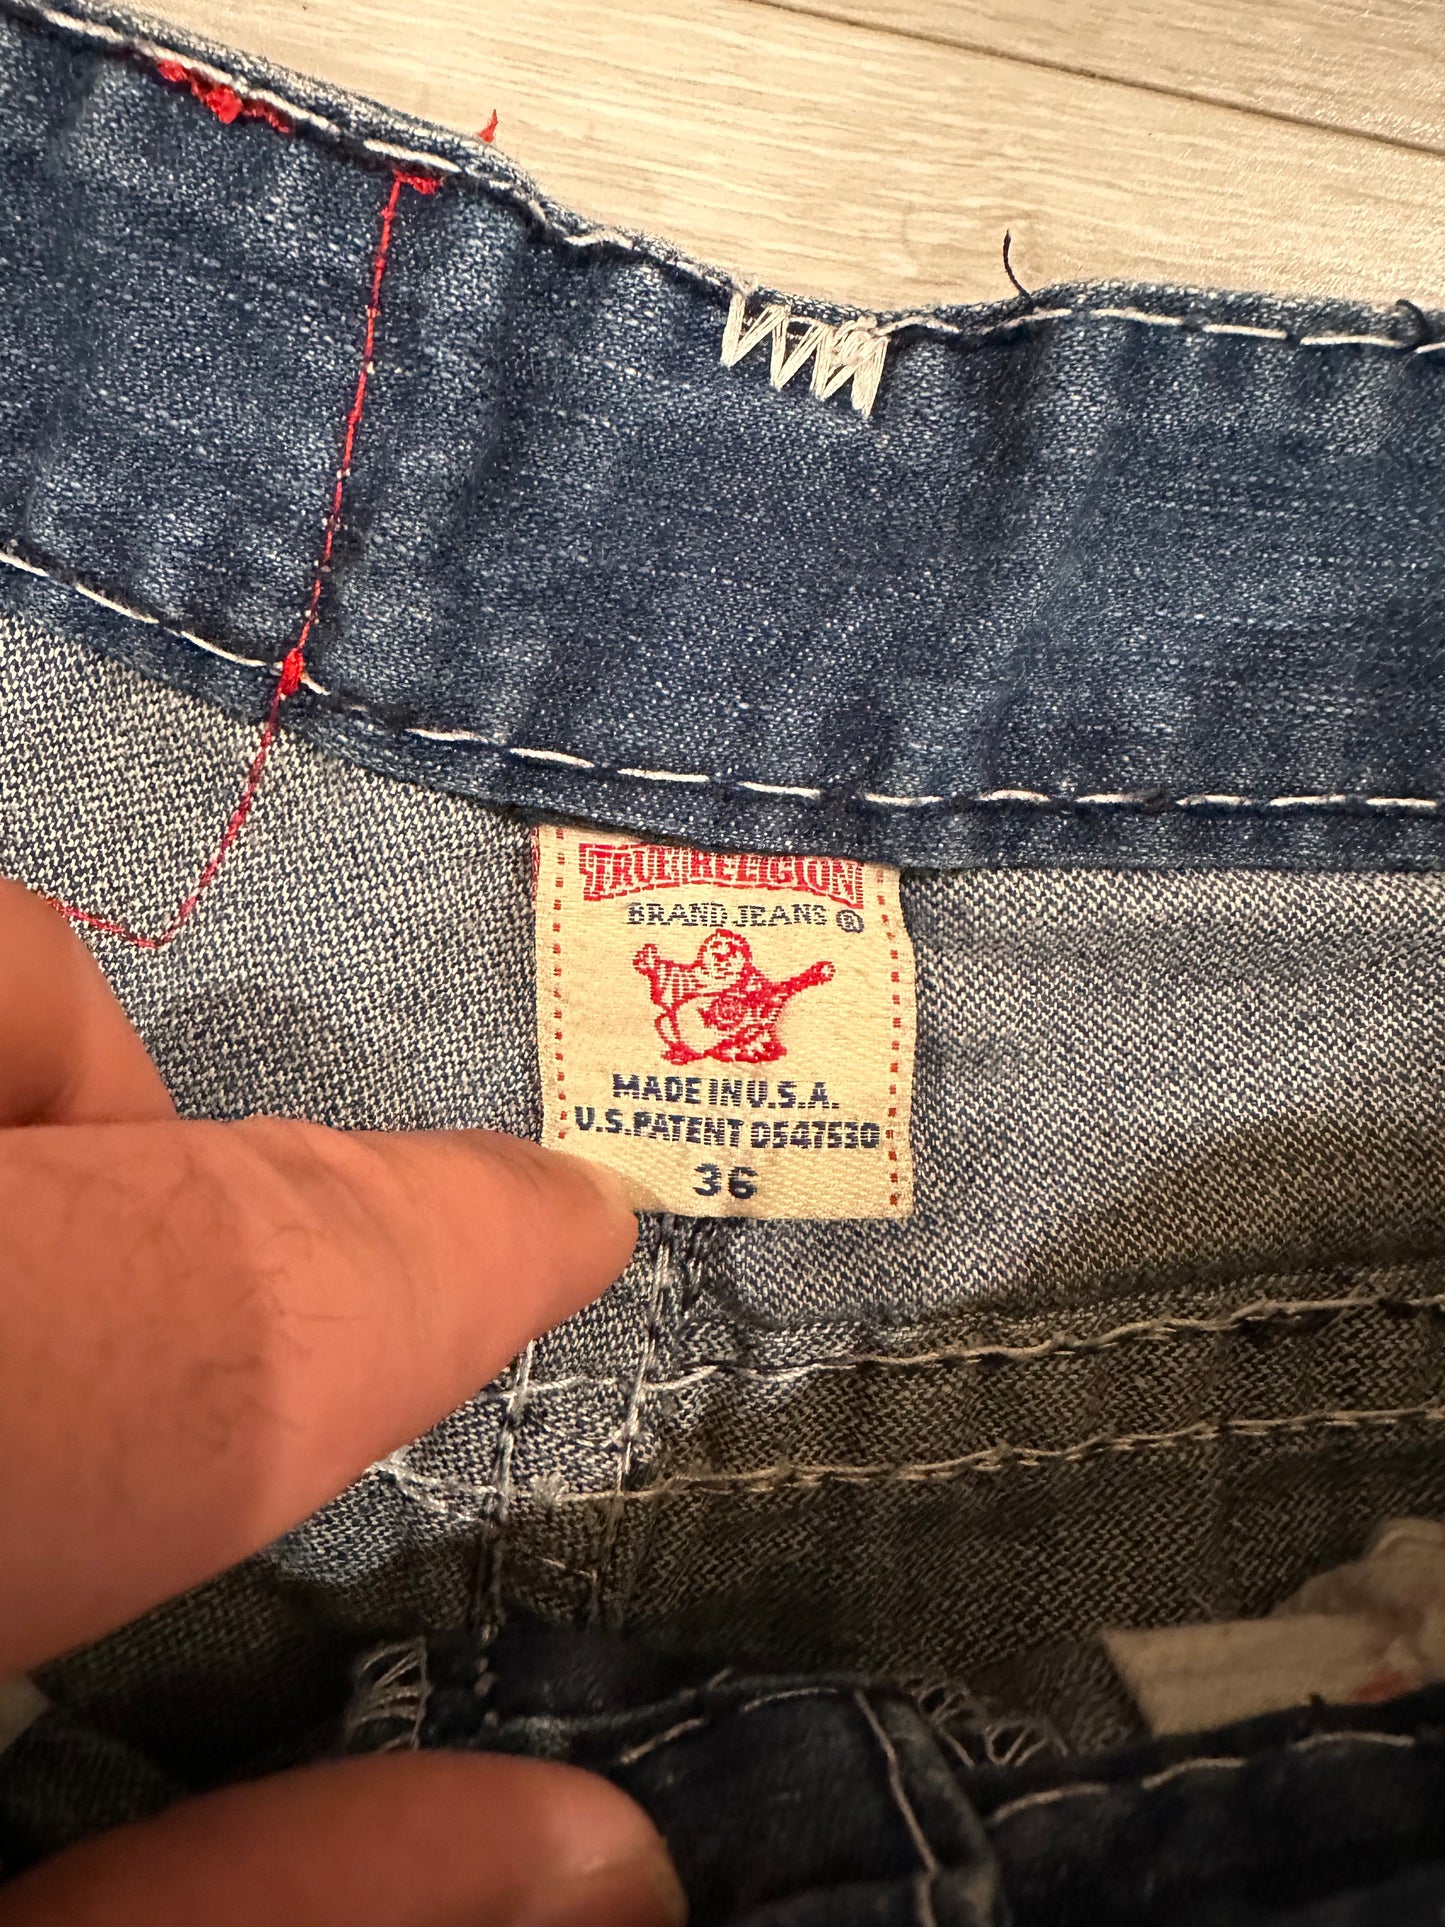 TRUE RELIGION
BRAND JEANS ®
MADE IN U.S.A.
U.S. PATENT D547530
36